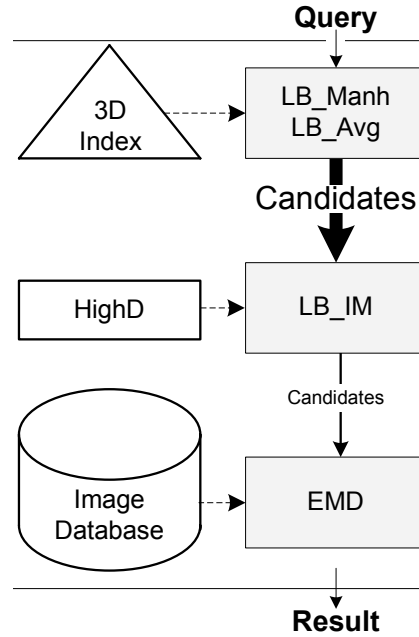 Query
3D
Index
LB_Manh
LB_Avg
Candidates
HighD
LB_IM
Candidates
Image
Database
EMD
Result